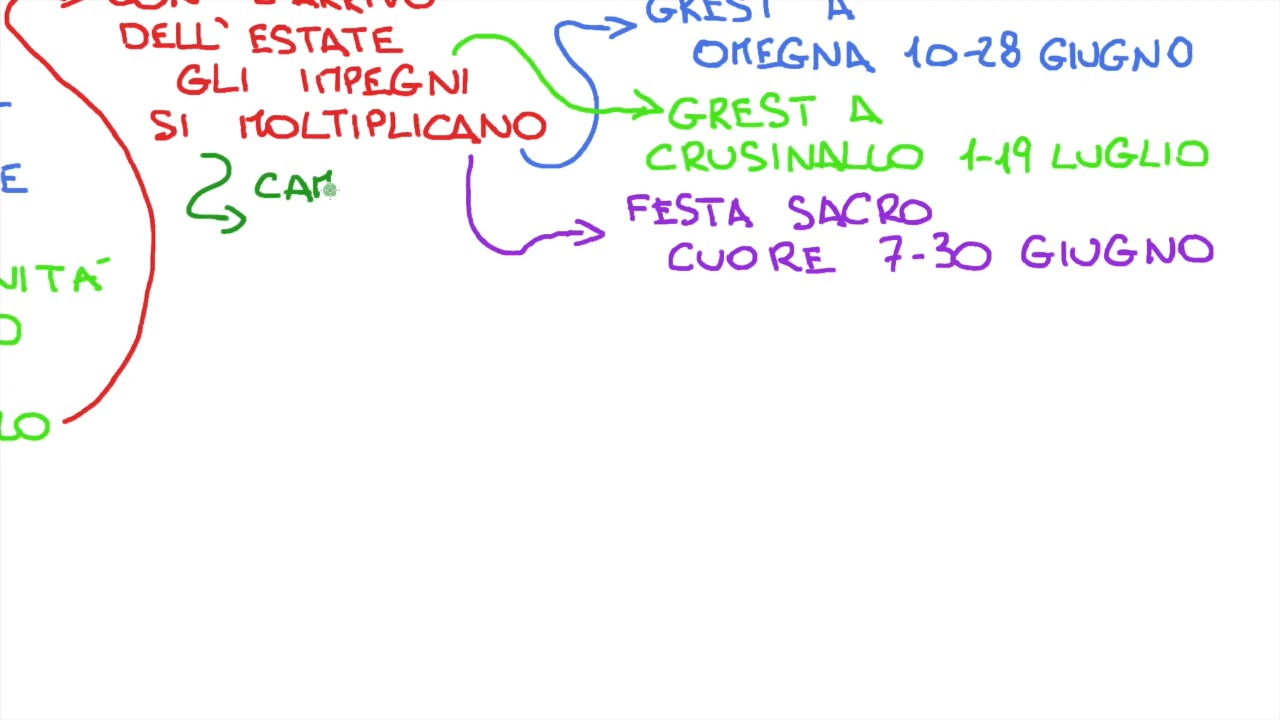 DELL' ESTATE
GLI IMPEGNI
SI MOLTIPLICANO
GREST A
OMEGNA 10-28 GIUGNO
GREST A
CRUSINALLO 1-19 LUGLIO
FESTA SACRO
CUORE 7-30 GIUGNO
CAM